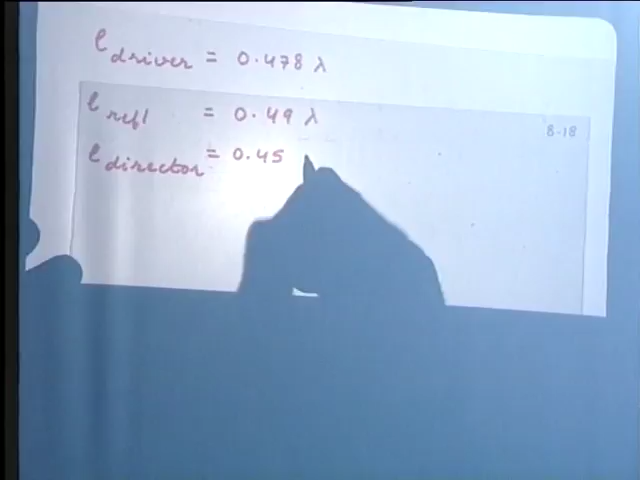 ℓ driver = 0.478 λ
ℓ refl = 0.49 λ
8-18
ℓ director = 0.45